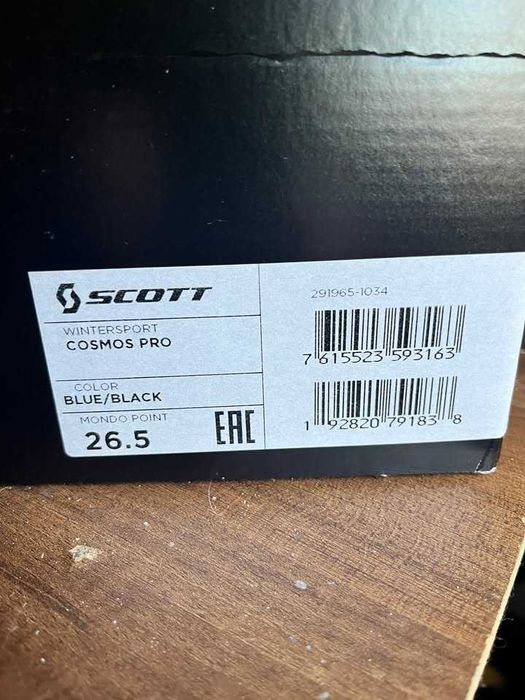 SCOTT
WINTERSPORT
COSMOS PRO
COLOR
BLUE/BLACK
MONDO POINT
26.5
EAC
291965-1034
7 615523 593163
1 92820 79183 8